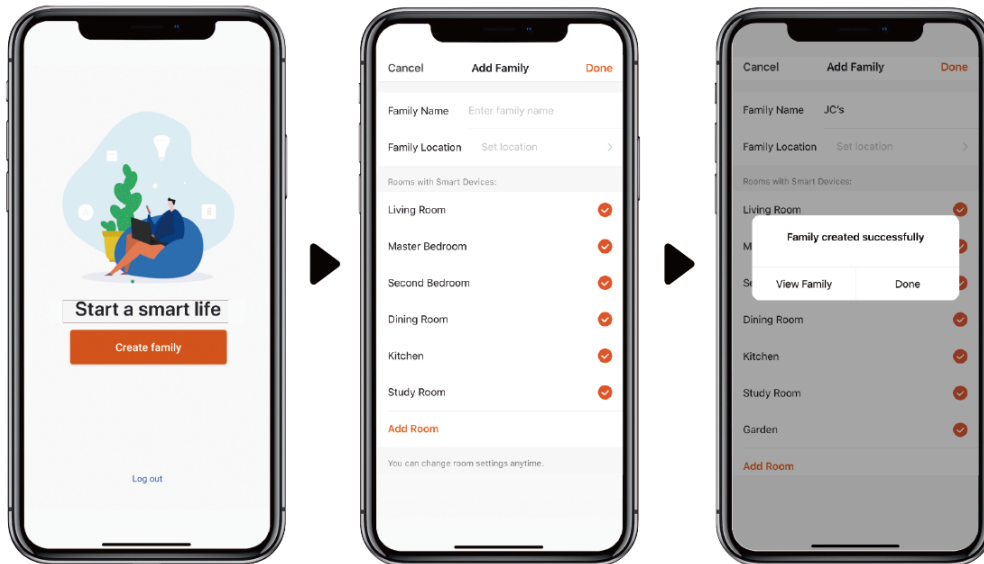 Start a smart life
Create family
Log out
Cancel Add Family Done
Family Name Enter family name
Family Location Set location
Rooms with Smart Devices:
Living Room
Master Bedroom
Second Bedroom
Dining Room
Kitchen
Study Room
Add Room
You can change room settings anytime.
Cancel Add Family Done
Family Name JC's
Family Location Set location
Rooms with Smart Devices:
Living Room
Family created successfully
M
Se
View Family Done
Dining Room
Kitchen
Study Room
Garden
Add Room